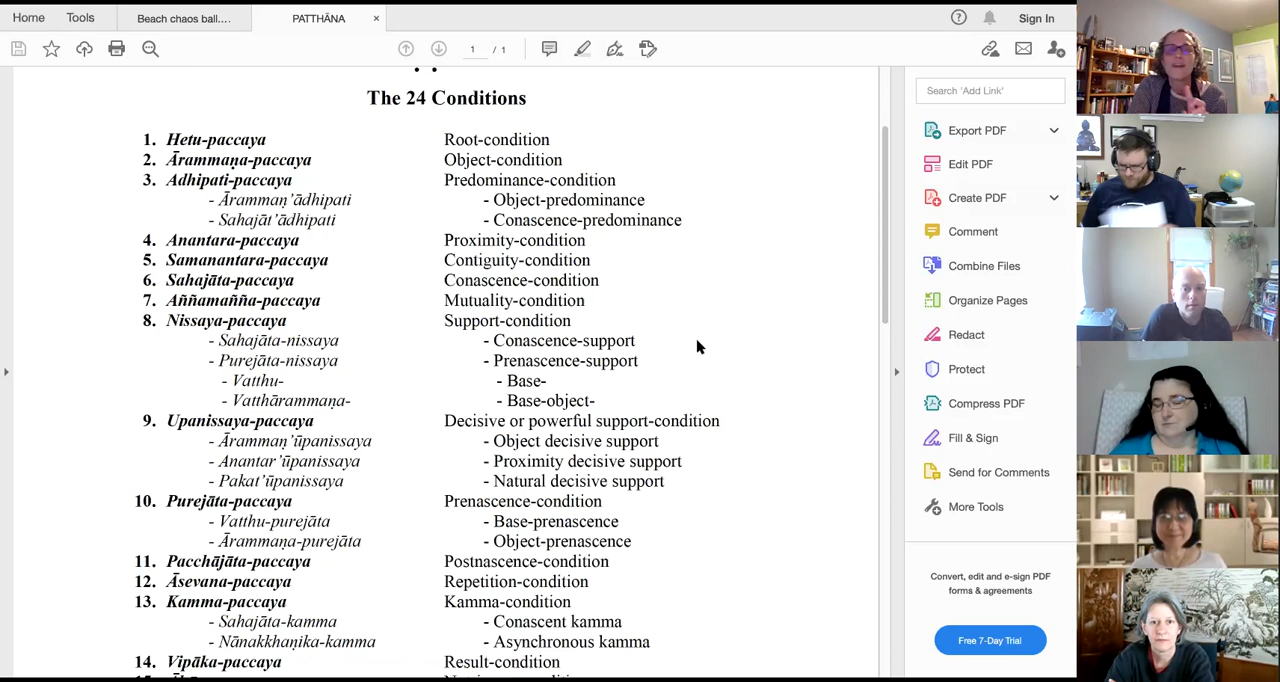 Home Tools Beach chaos ball.... PATTHĀNA × Sign In
1 / 1
The 24 Conditions
1. Hetu-paccaya Root-condition
2. Ārammaṇa-paccaya Object-condition
3. Adhipati-paccaya Predominance-condition
- Ārammaṇ'ādhipati - Object-predominance
- Sahajāt'ādhipati - Conascence-predominance
4. Anantara-paccaya Proximity-condition
5. Samanantara-paccaya Contiguity-condition
6. Sahajāta-paccaya Conascence-condition
7. Aññamañña-paccaya Mutuality-condition
8. Nissaya-paccaya Support-condition
- Sahajāta-nissaya - Conascence-support
- Purejāta-nissaya - Prenascence-support
- Vatthu- - Base-
- Vatthārammaṇa- - Base-object-
9. Upanissaya-paccaya Decisive or powerful support-condition
- Ārammaṇ'ūpanissaya - Object decisive support
- Anantar'ūpanissaya - Proximity decisive support
- Pakat'ūpanissaya - Natural decisive support
10. Purejāta-paccaya Prenascence-condition
- Vatthu-purejāta - Base-prenascence
- Ārammaṇa-purejāta - Object-prenascence
11. Pacchājāta-paccaya Postnascence-condition
12. Āsevana-paccaya Repetition-condition
13. Kamma-paccaya Kamma-condition
- Sahajāta-kamma - Conascent kamma
- Nānakkhaṇika-kamma - Asynchronous kamma
14. Vipāka-paccaya Result-condition
Search 'Add Link'
Export PDF
Edit PDF
Create PDF
Comment
Combine Files
Organize Pages
Redact
Protect
Compress PDF
Fill & Sign
Send for Comments
More Tools
Convert, edit and e-sign PDF
forms & agreements
Free 7-Day Trial